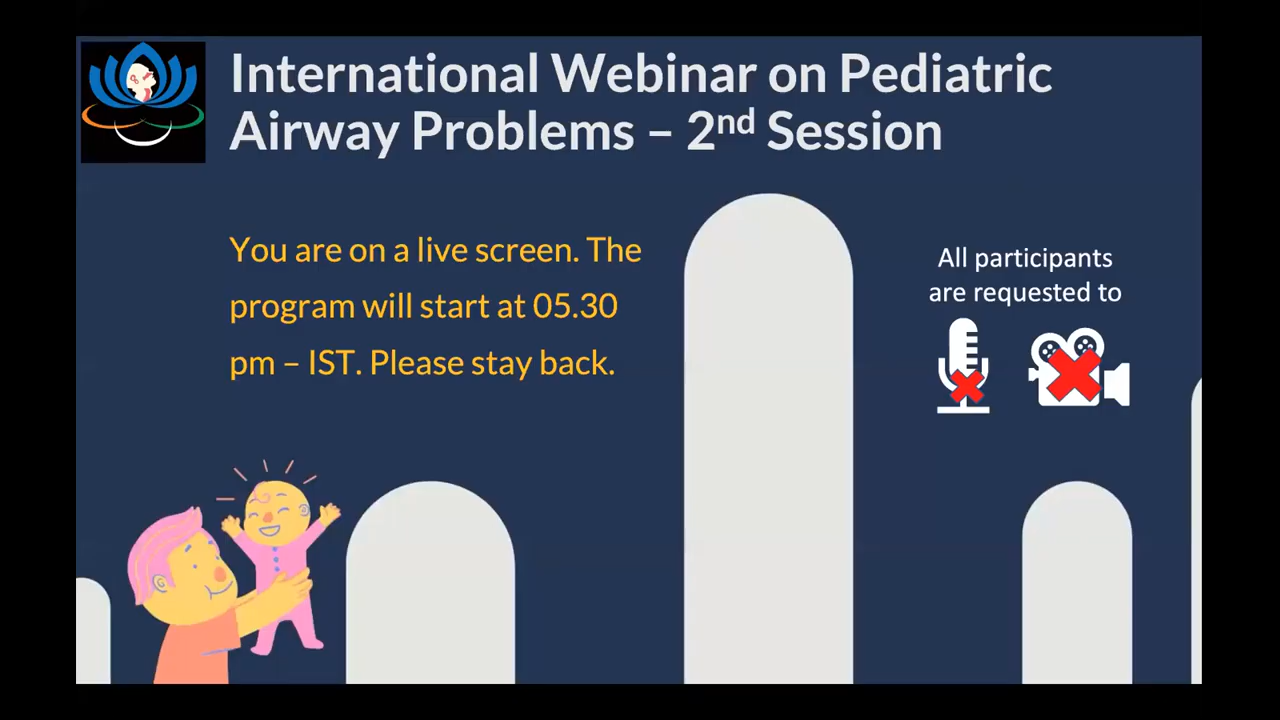 International Webinar on Pediatric
Airway Problems – 2nd Session
You are on a live screen. The
program will start at 05.30
pm – IST. Please stay back.
All participants
are requested to